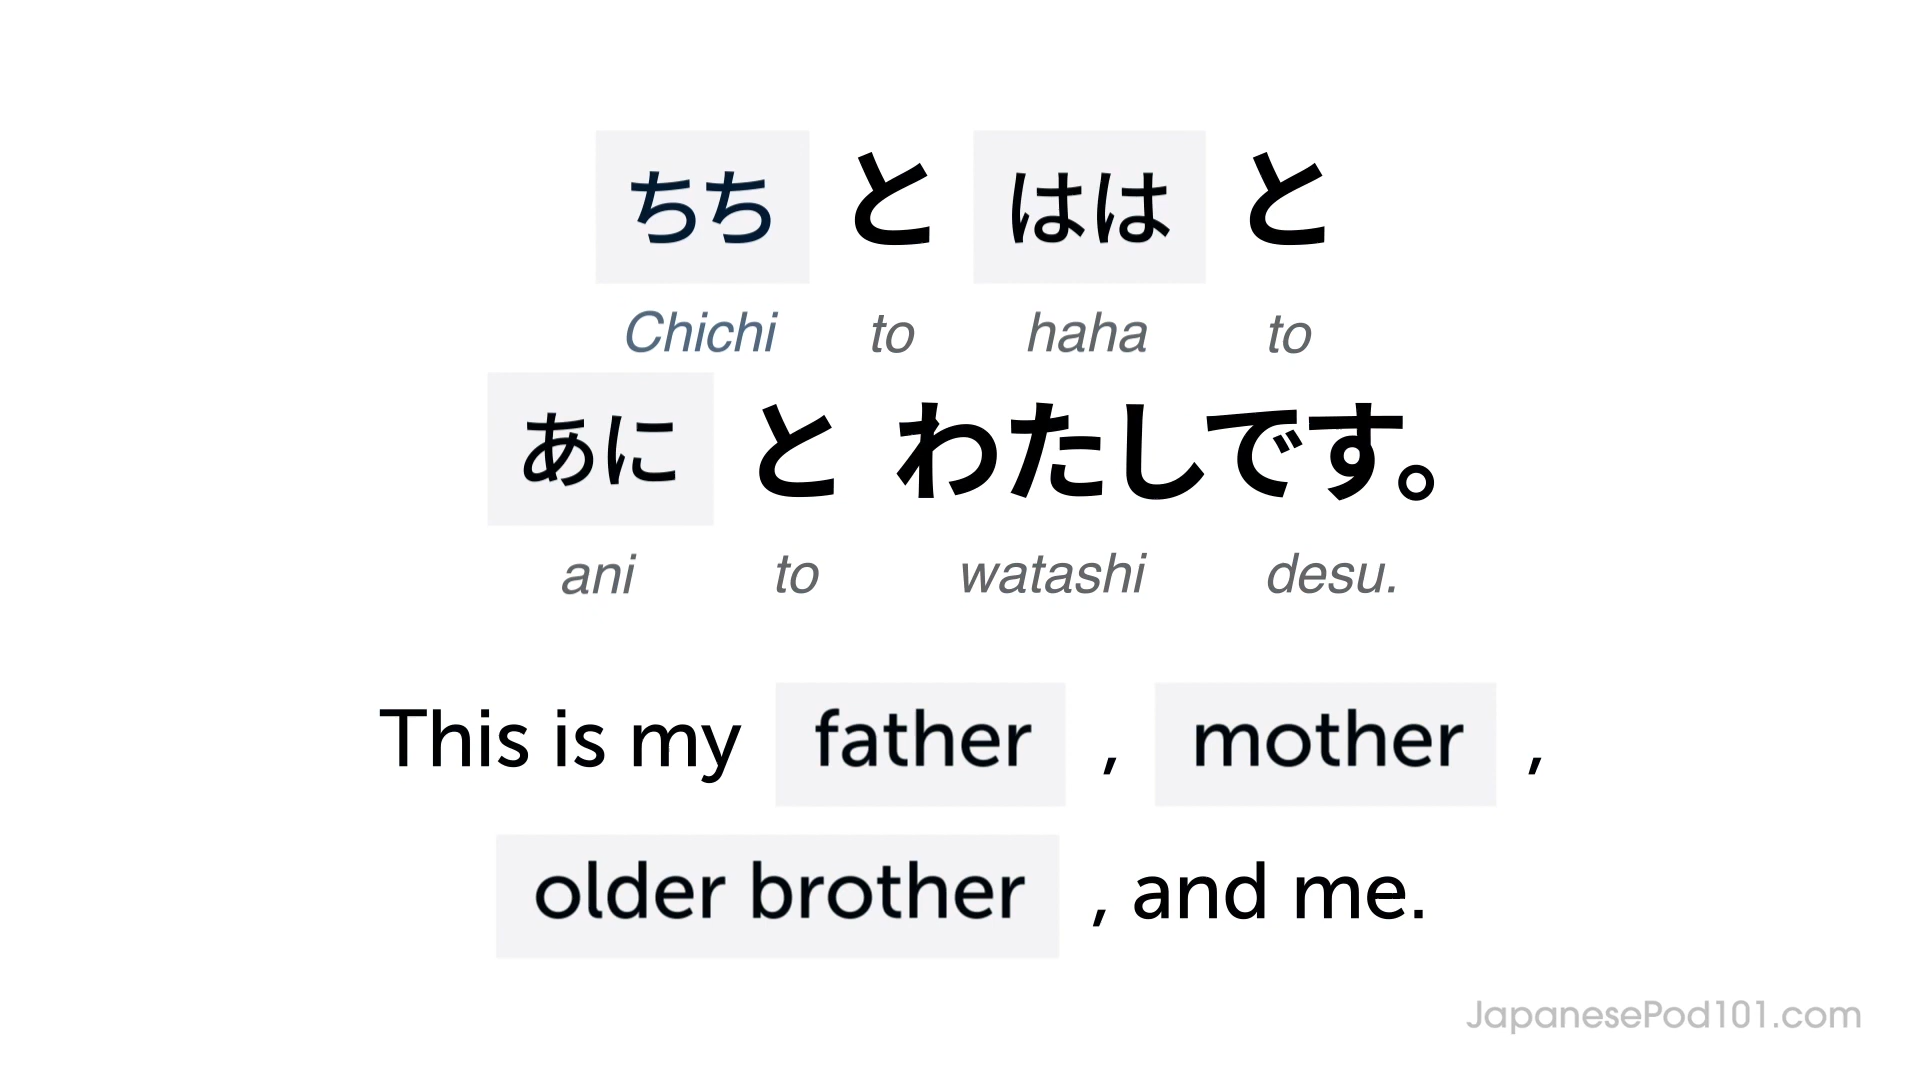 ちち と はは と
Chichi to haha to
あに と わたしです。
ani to watashi desu.
This is my father , mother ,
older brother , and me.
JapanesePod101.com